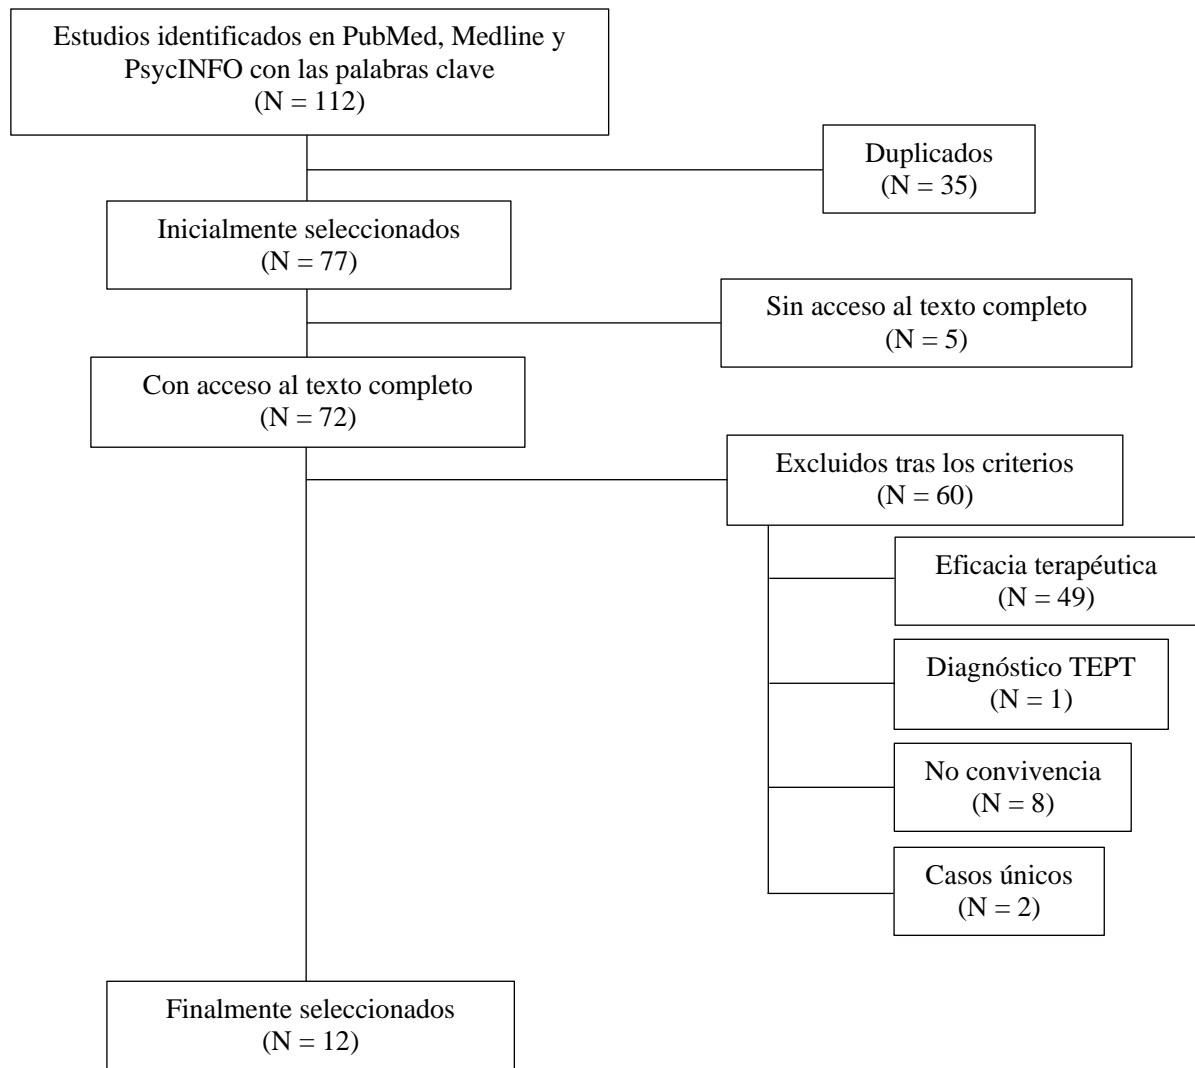 Estudios identificados en PubMed, Medline y
PsycINFO con las palabras clave
(N = 112)
Duplicados
(N = 35)
Inicialmente seleccionados
(N = 77)
Sin acceso al texto completo
(N = 5)
Con acceso al texto completo
(N = 72)
Excluidos tras los criterios
(N = 60)
Eficacia terapéutica
(N = 49)
Diagnóstico TEPT
(N = 1)
No convivencia
(N = 8)
Casos únicos
(N = 2)
Finalmente seleccionados
(N = 12)